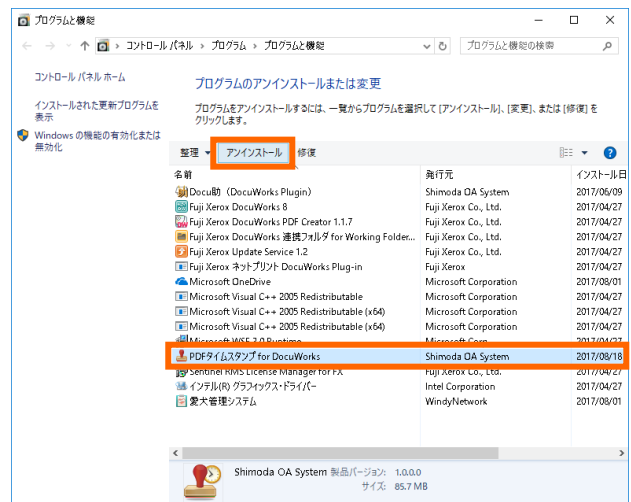 プログラムと機能
コントロール パネル › プログラム › プログラムと機能
プログラムと機能の検索
コントロール パネル ホーム
インストールされた更新プログラムを
表示
Windows の機能の有効化または
無効化
プログラムのアンインストールまたは変更
プログラムをアンインストールするには、一覧からプログラムを選択して [アンインストール]、[変更]、または [修復] を
クリックします。
整理 アンインストール 修復
名前 発行元 インストール日
Docu助 (DocuWorks Plugin) Shimoda OA System 2017/06/09
Fuji Xerox DocuWorks 8 Fuji Xerox Co., Ltd. 2017/04/27
Fuji Xerox DocuWorks PDF Creator 1.1.7 Fuji Xerox Co., Ltd. 2017/04/27
Fuji Xerox DocuWorks 連携フォルダ for Working Folder... Fuji Xerox Co., Ltd. 2017/04/27
Fuji Xerox Update Service 1.2 Fuji Xerox Co., Ltd. 2017/04/27
Fuji Xerox ネットプリント DocuWorks Plug-in Fuji Xerox 2017/04/27
Microsoft OneDrive Microsoft Corporation 2017/08/01
Microsoft Visual C++ 2005 Redistributable Microsoft Corporation 2017/04/27
Microsoft Visual C++ 2005 Redistributable (x64) Microsoft Corporation 2017/04/27
Microsoft Visual C++ 2005 Redistributable (x64) Microsoft Corporation 2017/04/27
Microsoft WSE 3.0 Runtime Microsoft Corp. 2017/04/27
PDFタイムスタンプ for DocuWorks Shimoda OA System 2017/08/18
Sentinel RMS License Manager for FX Fuji Xerox Co., Ltd. 2017/04/27
インテル(R) グラフィックス・ドライバー Intel Corporation 2017/04/27
愛犬管理システム WindyNetwork 2017/08/01
Shimoda OA System 製品バージョン: 1.0.0.0
サイズ: 85.7 MB